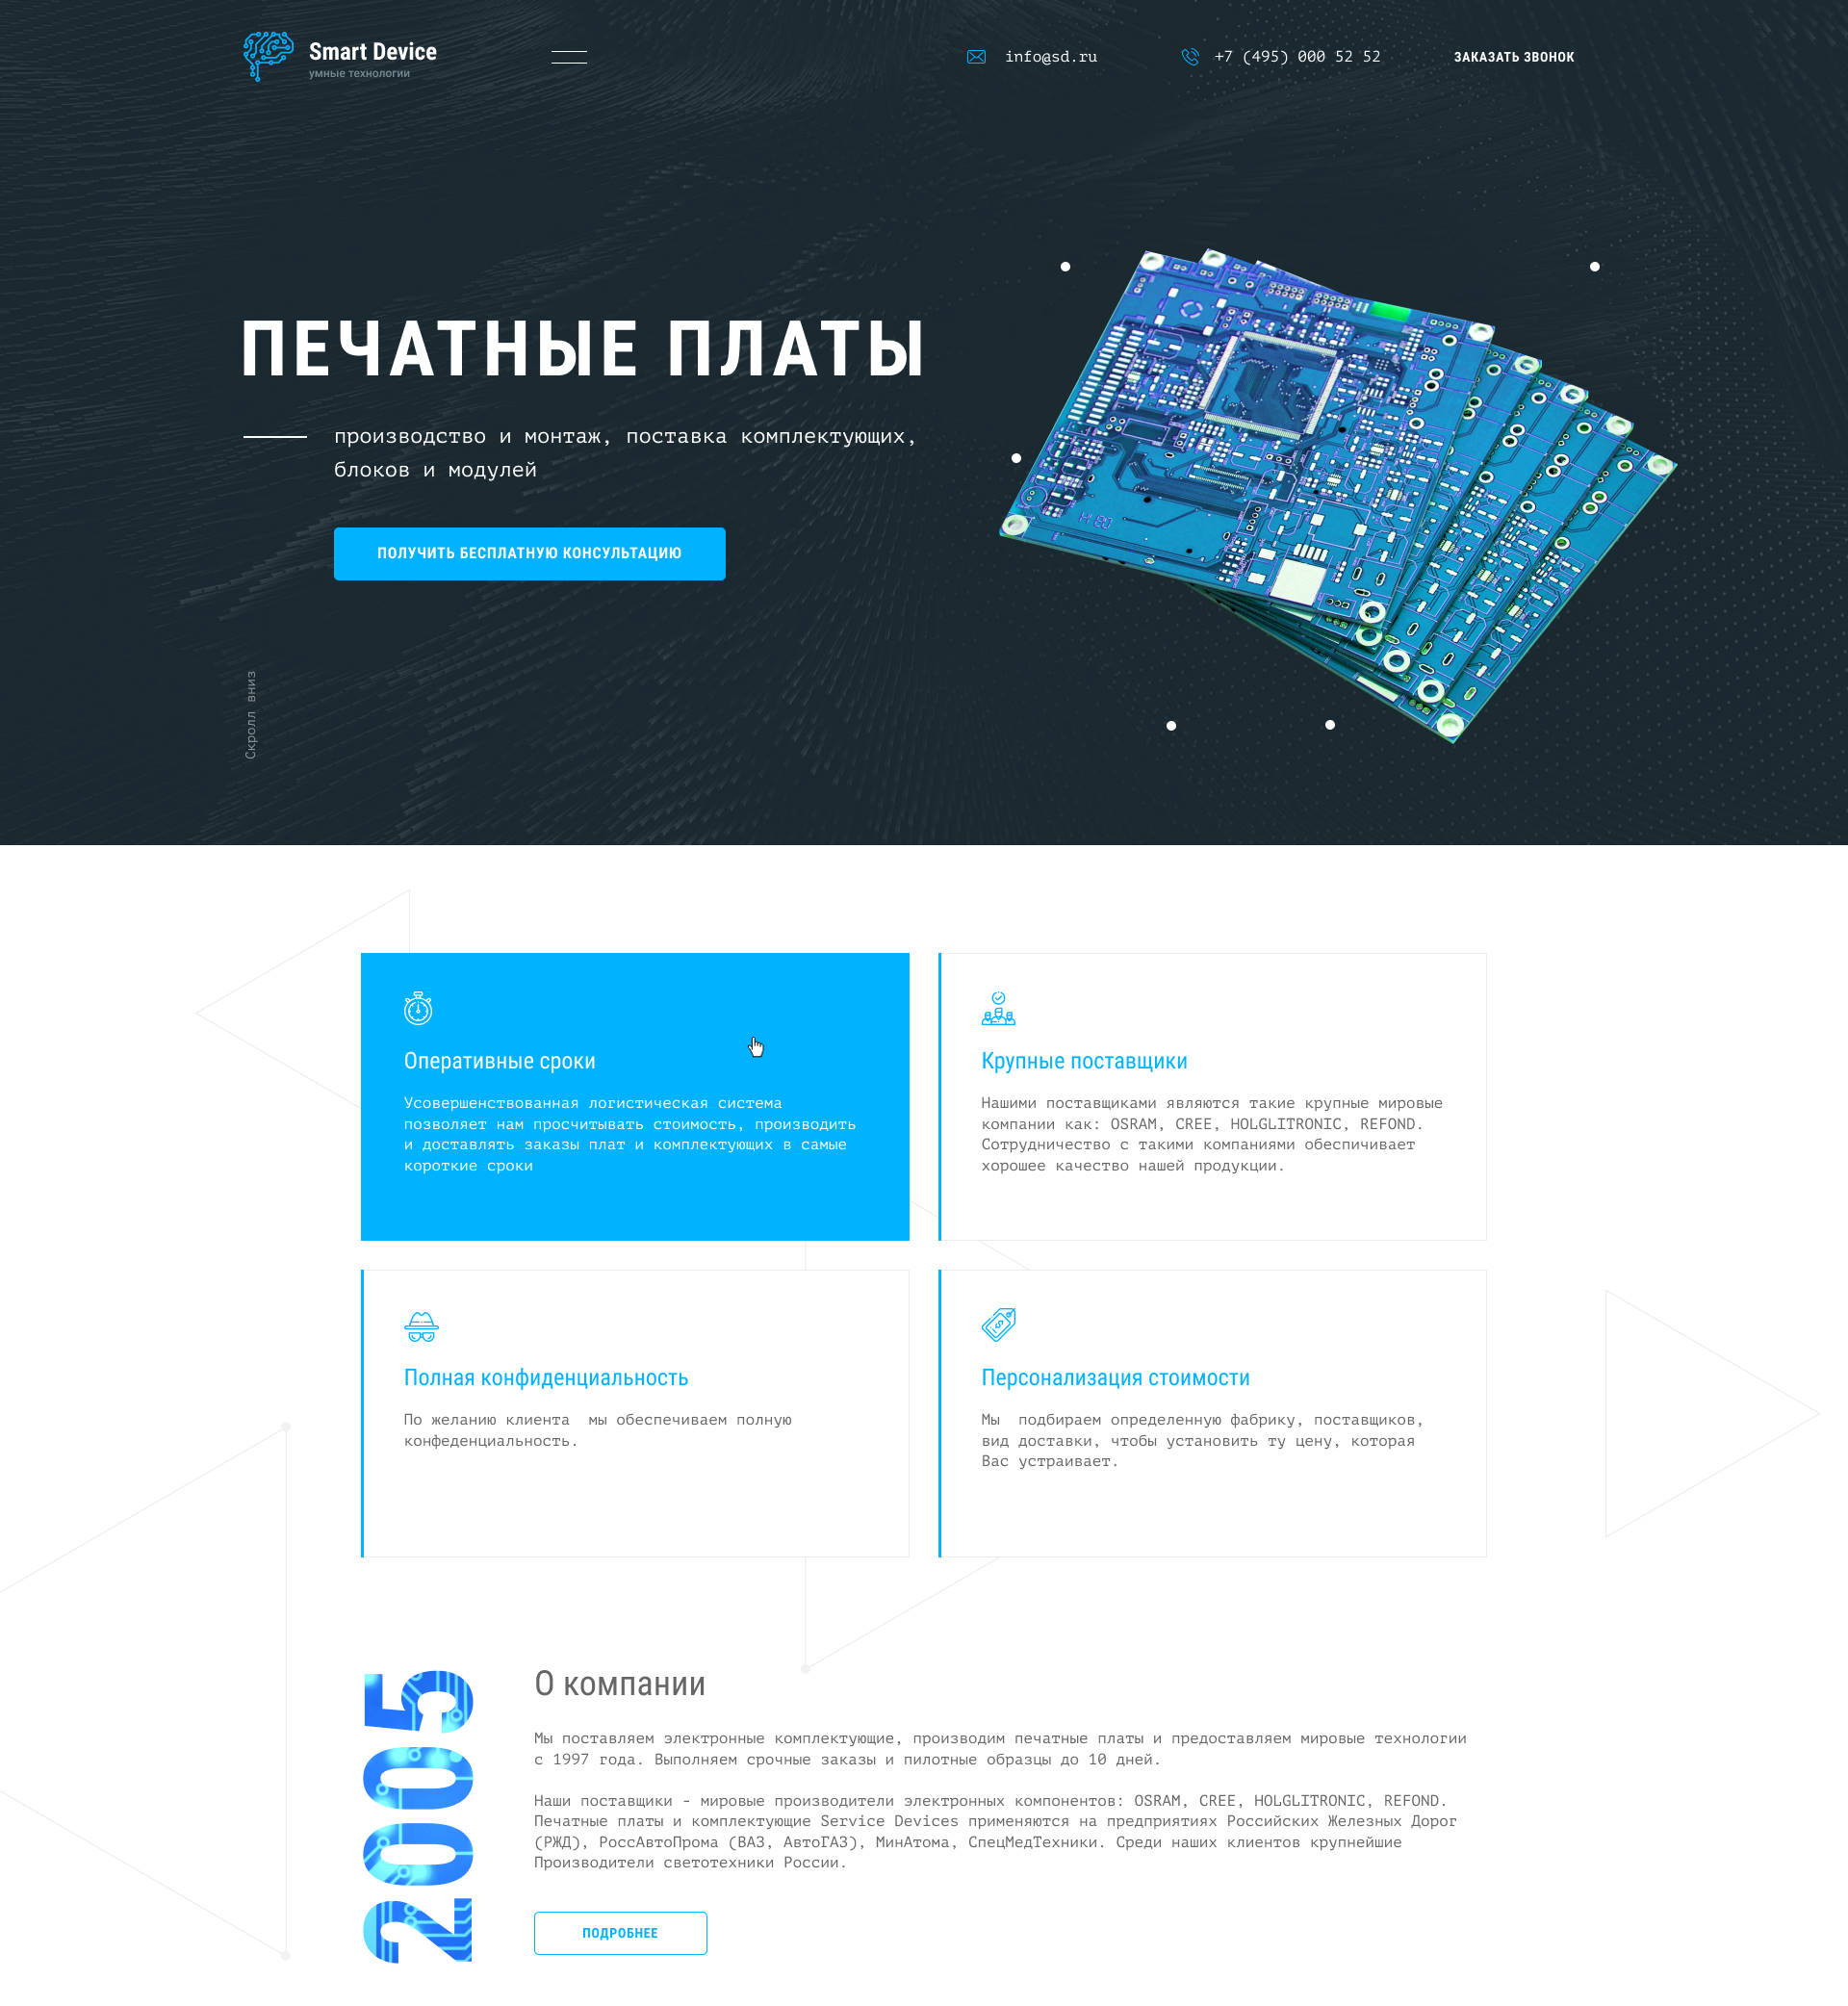 Smart Device
умные технологии
info@sd.ru
+7 (495) 000 52 52
ЗАКАЗАТЬ ЗВОНОК
ПЕЧАТНЫЕ ПЛАТЫ
производство и монтаж, поставка комплектующих,
блоков и модулей
ПОЛУЧИТЬ БЕСПЛАТНУЮ КОНСУЛЬТАЦИЮ
Скролл вниз
Оперативные сроки
Усовершенствованная логистическая система
позволяет нам просчитывать стоимость, производить
и доставлять заказы плат и комплектующих в самые
короткие сроки
Крупные поставщики
Нашими поставщиками являются такие крупные мировые
компании как: OSRAM, CREE, HOLGLITRONIC, REFOND.
Сотрудничество с такими компаниями обеспичивает
хорошее качество нашей продукции.
Полная конфиденциальность
По желанию клиента  мы обеспечиваем полную
конфеденциальность.
Персонализация стоимости
Мы  подбираем определенную фабрику, поставщиков,
вид доставки, чтобы установить ту цену, которая
Вас устраивает.
2005
О компании
Мы поставляем электронные комплектующие, производим печатные платы и предоставляем мировые технологии
с 1997 года. Выполняем срочные заказы и пилотные образцы до 10 дней.
Наши поставщики - мировые производители электронных компонентов: OSRAM, CREE, HOLGLITRONIC, REFOND.
Печатные платы и комплектующие Service Devices применяются на предприятиях Российских Железных Дорог
(РЖД), РоссАвтоПрома (ВАЗ, АвтоГАЗ), МинАтома, СпецМедТехники. Среди наших клиентов крупнейшие
Производители светотехники России.
ПОДРОБНЕЕ